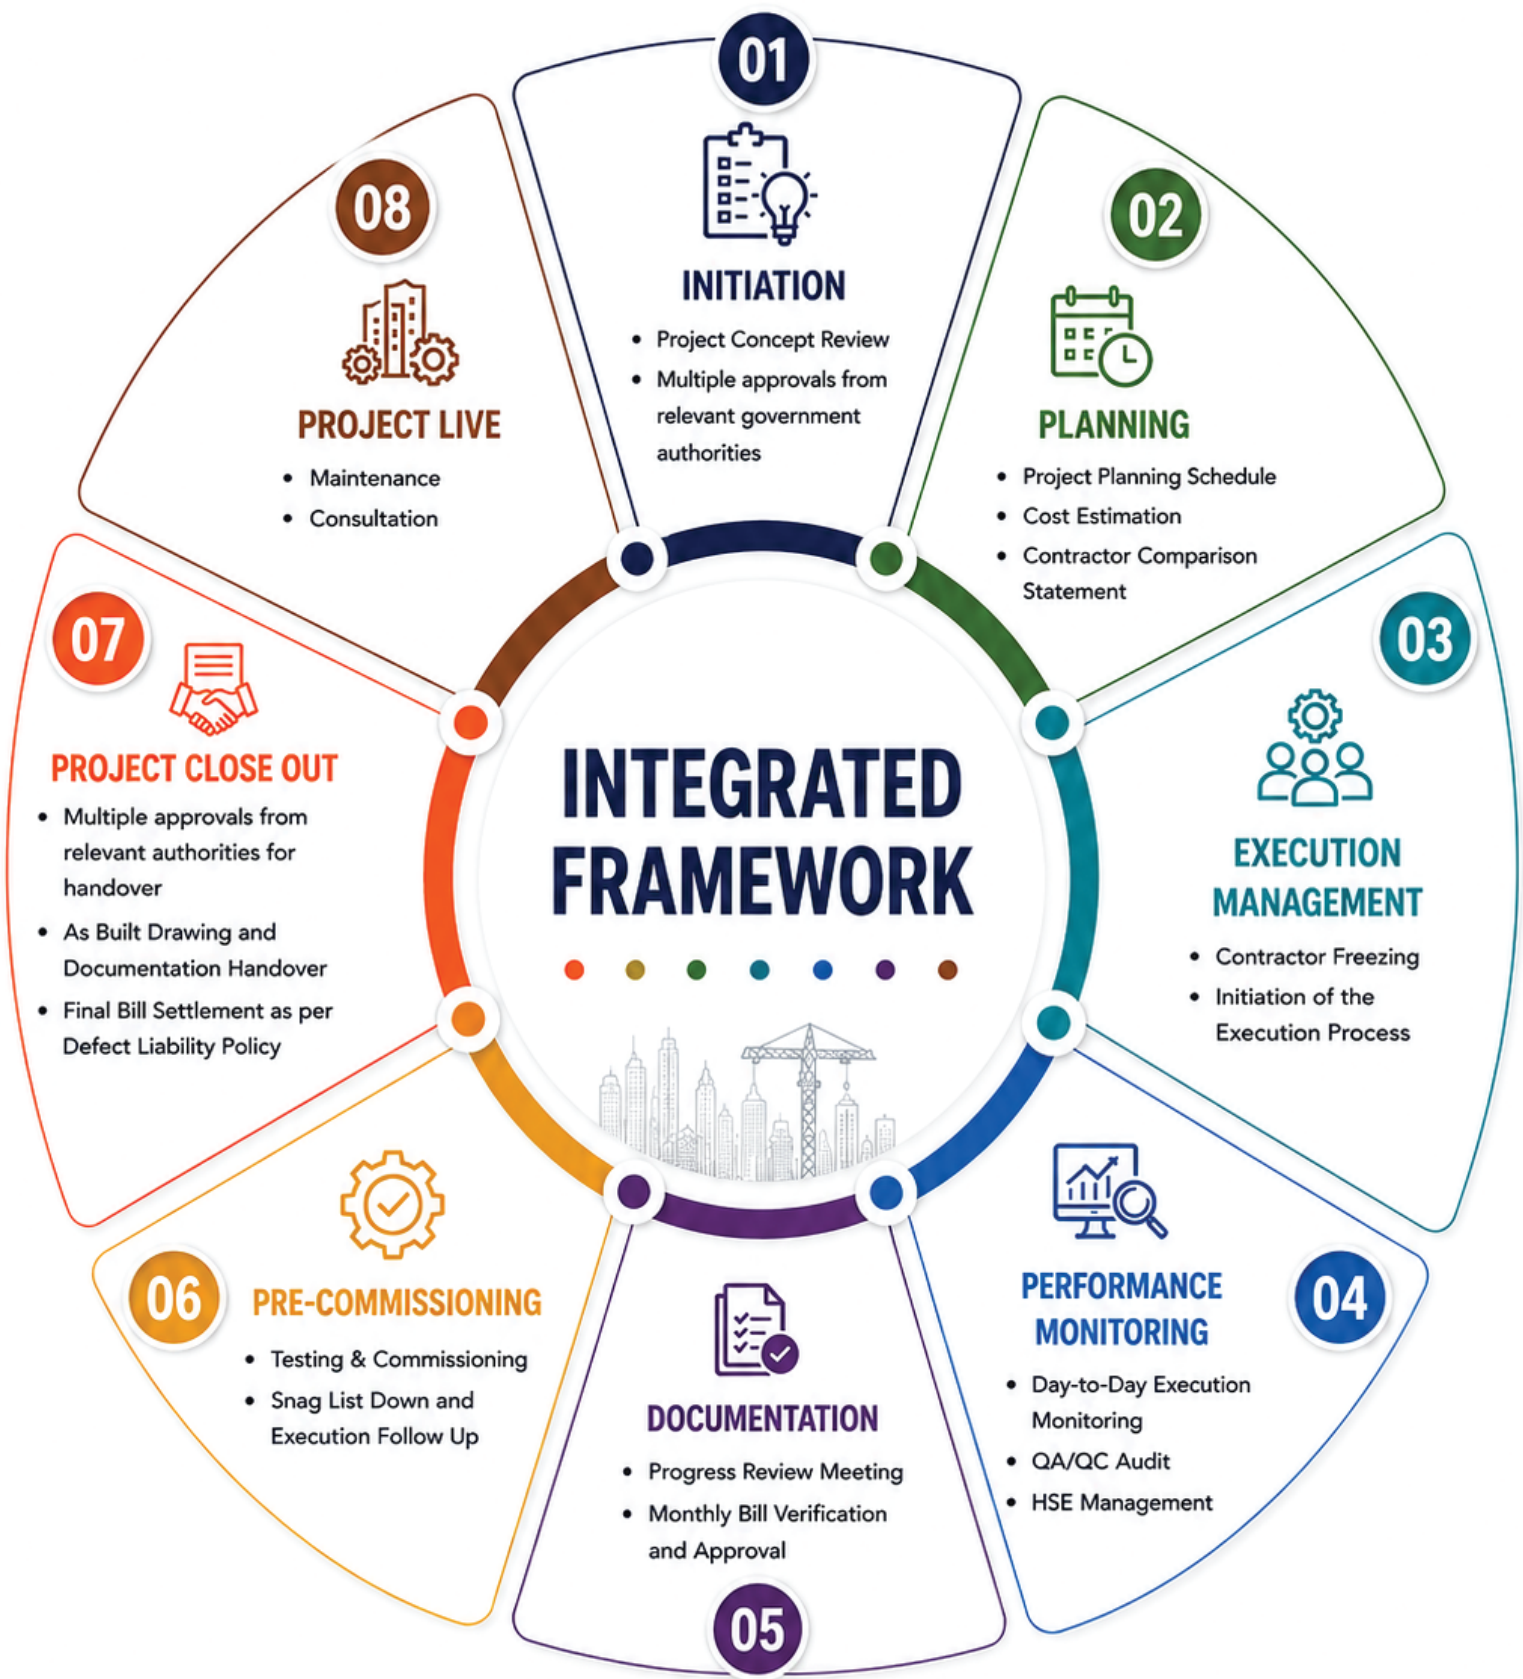 INTEGRATED
FRAMEWORK
01
INITIATION
• Project Concept Review
• Multiple approvals from
relevant government
authorities
02
PLANNING
• Project Planning Schedule
• Cost Estimation
• Contractor Comparison
Statement
03
EXECUTION
MANAGEMENT
• Contractor Freezing
• Initiation of the
Execution Process
04
PERFORMANCE
MONITORING
• Day-to-Day Execution
Monitoring
• QA/QC Audit
• HSE Management
05
DOCUMENTATION
• Progress Review Meeting
• Monthly Bill Verification
and Approval
06
PRE-COMMISSIONING
• Testing & Commissioning
• Snag List Down and
Execution Follow Up
07
PROJECT CLOSE OUT
• Multiple approvals from
relevant authorities for
handover
• As Built Drawing and
Documentation Handover
• Final Bill Settlement as per
Defect Liability Policy
08
PROJECT LIVE
• Maintenance
• Consultation